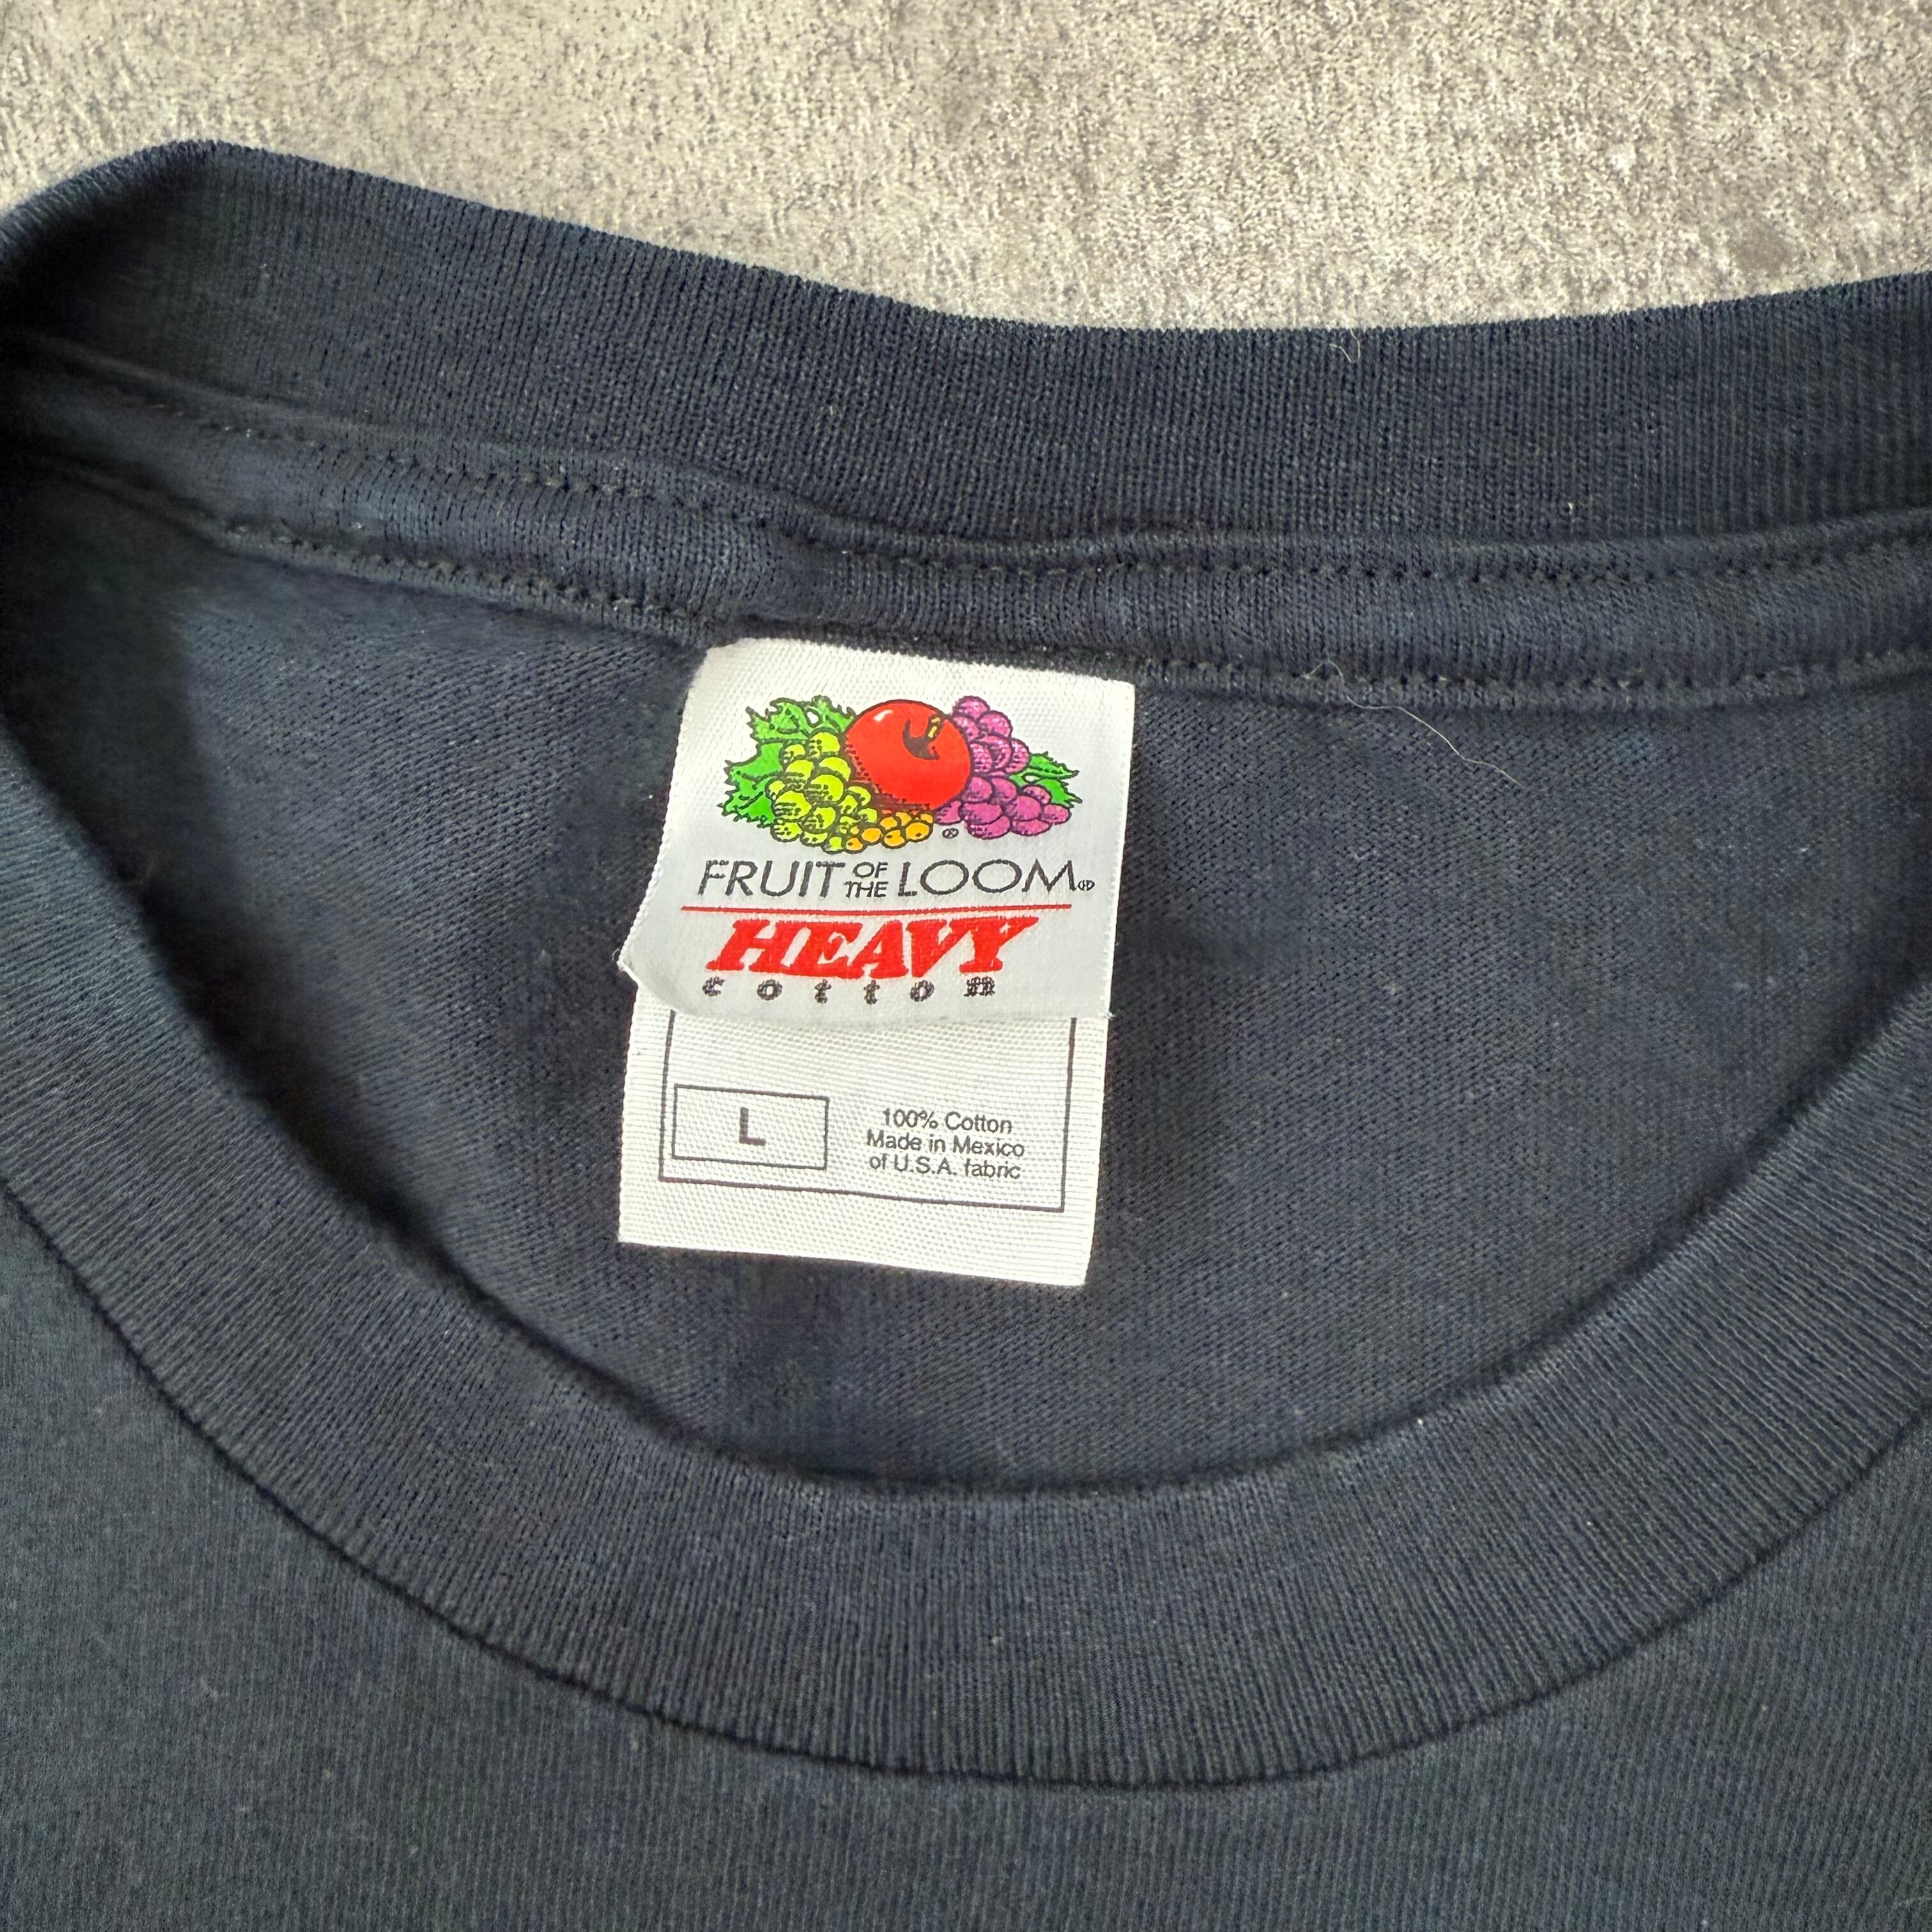 ®
FRUIT OF THE LOOM®
HEAVY
cotton
L
100% Cotton
Made in Mexico
of U.S.A. fabric